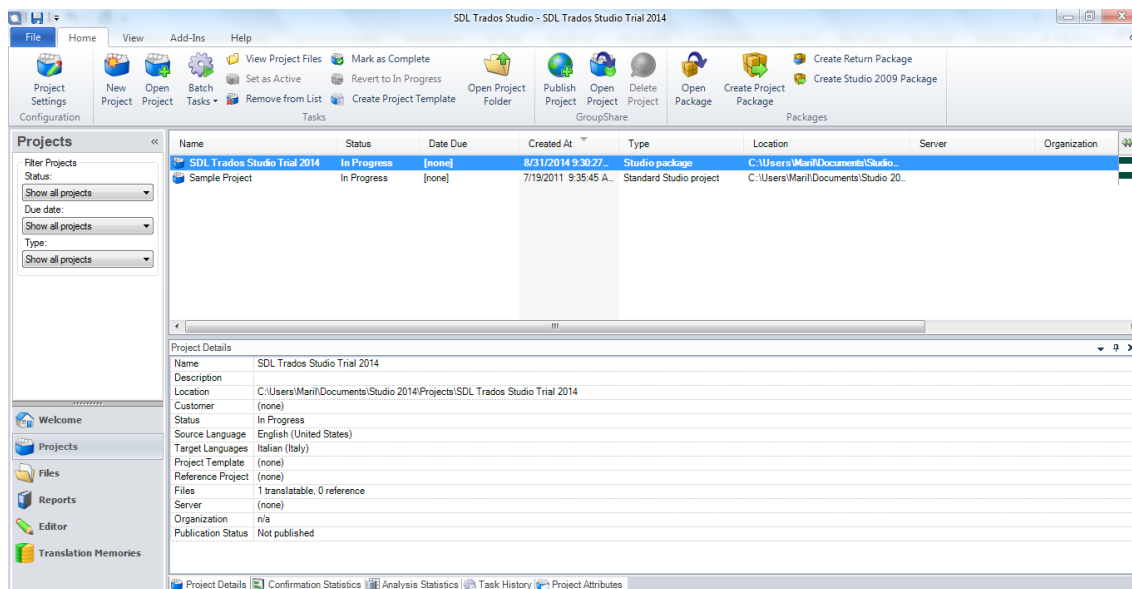 SDL Trados Studio - SDL Trados Studio Trial 2014
File Home View Add-Ins Help
Project Settings
New Project
Open Project
Batch Tasks
View Project Files
Set as Active
Remove from List
Mark as Complete
Revert to In Progress
Create Project Template
Open Project Folder
Publish Project
Open Project
Delete Project
Open Package
Create Project Package
Create Return Package
Create Studio 2009 Package
Configuration Tasks GroupShare Packages
Projects «
Filter Projects
Status:
Show all projects
Due date:
Show all projects
Type:
Show all projects
Name Status Date Due Created At Type Location Server Organization
SDL Trados Studio Trial 2014 In Progress [none] 8/31/2014 9:30:27... Studio package C:\Users\Maril\Documents\Studio...
Sample Project In Progress [none] 7/19/2011 9:35:45 A... Standard Studio project C:\Users\Maril\Documents\Studio 20...
Project Details
Name SDL Trados Studio Trial 2014
Description
Location C:\Users\Maril\Documents\Studio 2014\Projects\SDL Trados Studio Trial 2014
Customer (none)
Status In Progress
Source Language English (United States)
Target Languages Italian (Italy)
Project Template (none)
Reference Project (none)
Files 1 translatable, 0 reference
Server (none)
Organization n/a
Publication Status Not published
Welcome
Projects
Files
Reports
Editor
Translation Memories
Project Details Confirmation Statistics Analysis Statistics Task History Project Attributes